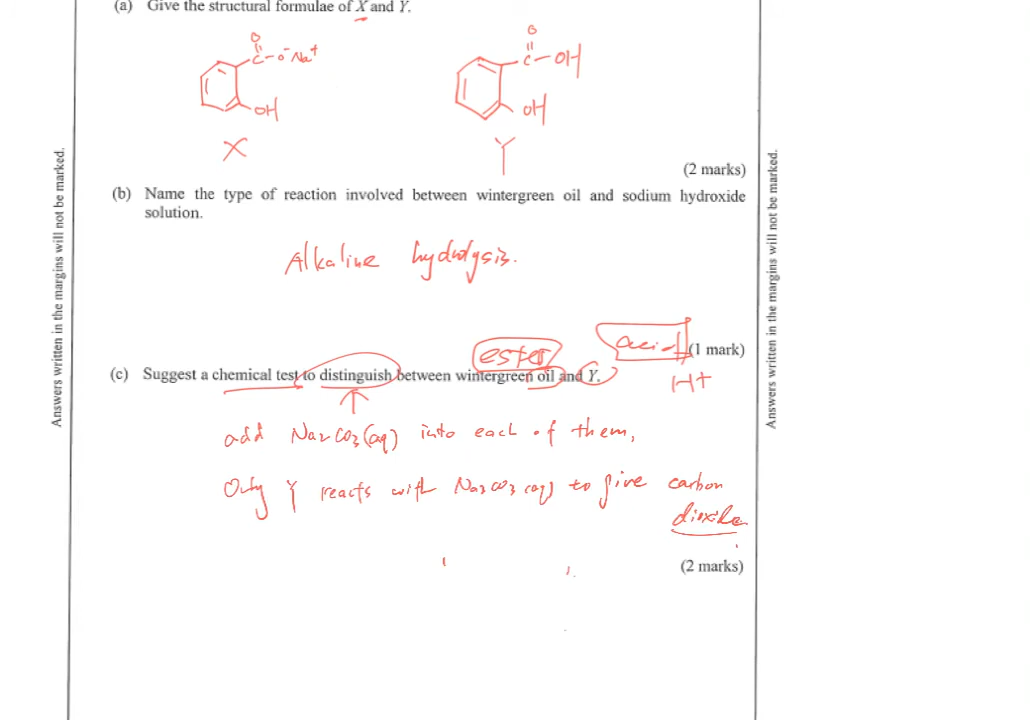 (a) Give the structural formulae of X and Y.
O O
C-O⁻Na⁺ C-OH
OH OH
X Y
(2 marks)
(b) Name the type of reaction involved between wintergreen oil and sodium hydroxide
solution.
Alkaline hydrolysis.
ester acid (1 mark)
(c) Suggest a chemical test to distinguish between wintergreen oil and Y. H+
add Na2CO3(aq) into each of them,
Only Y reacts with Na2CO3(aq) to give carbon
dioxide
(2 marks)
Answers written in the margins will not be marked.
Answers written in the margins will not be marked.